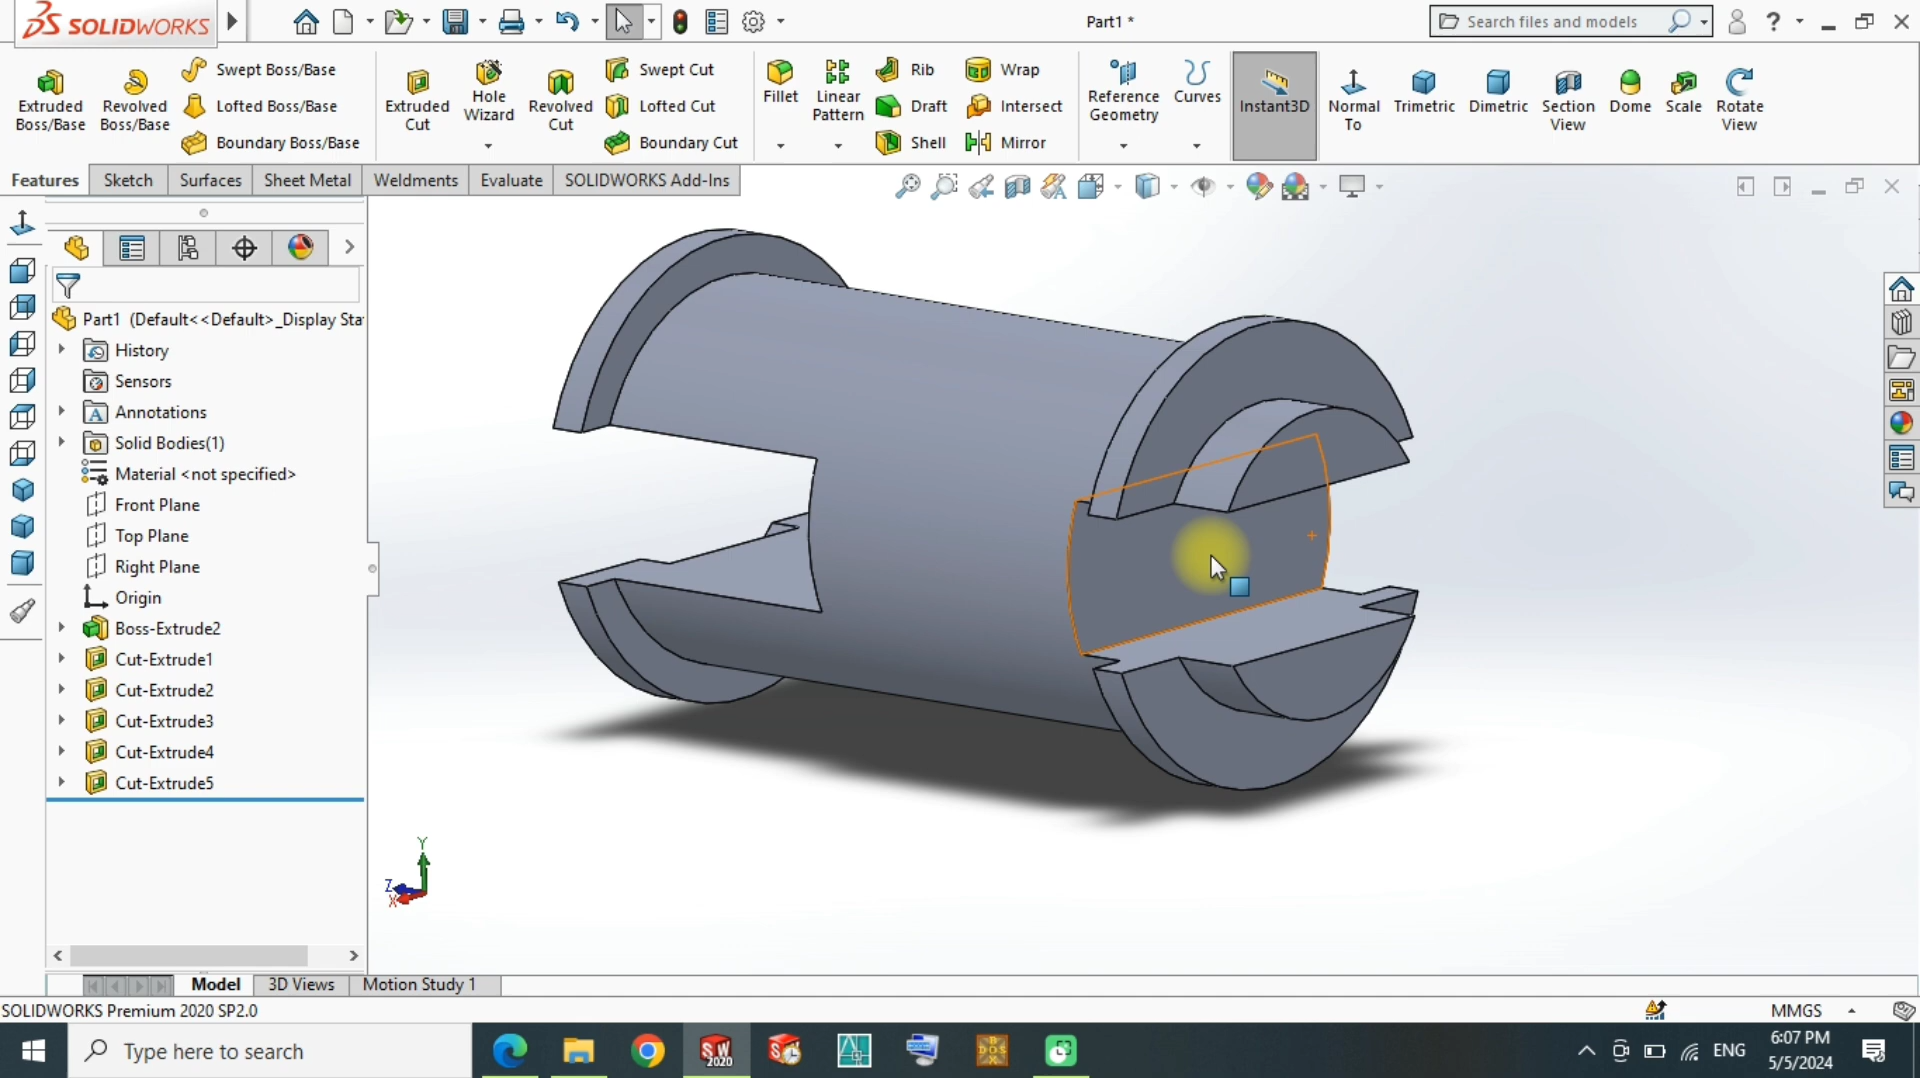 SOLIDWORKS
Part1 *
Search files and models
Extruded Boss/Base
Revolved Boss/Base
Swept Boss/Base
Lofted Boss/Base
Boundary Boss/Base
Extruded Cut
Hole Wizard
Revolved Cut
Swept Cut
Lofted Cut
Boundary Cut
Fillet
Linear Pattern
Rib
Draft
Shell
Wrap
Intersect
Mirror
Reference Geometry
Curves
Instant3D
Normal To
Trimetric
Dimetric
Section View
Dome
Scale
Rotate View
Features
Sketch
Surfaces
Sheet Metal
Weldments
Evaluate
SOLIDWORKS Add-Ins
Part1 (Default<<Default>_Display Sta
History
Sensors
Annotations
Solid Bodies(1)
Material <not specified>
Front Plane
Top Plane
Right Plane
Origin
Boss-Extrude2
Cut-Extrude1
Cut-Extrude2
Cut-Extrude3
Cut-Extrude4
Cut-Extrude5
Y
Z
X
Model
3D Views
Motion Study 1
SOLIDWORKS Premium 2020 SP2.0
MMGS
Type here to search
SW
2020
ENG
6:07 PM
5/5/2024